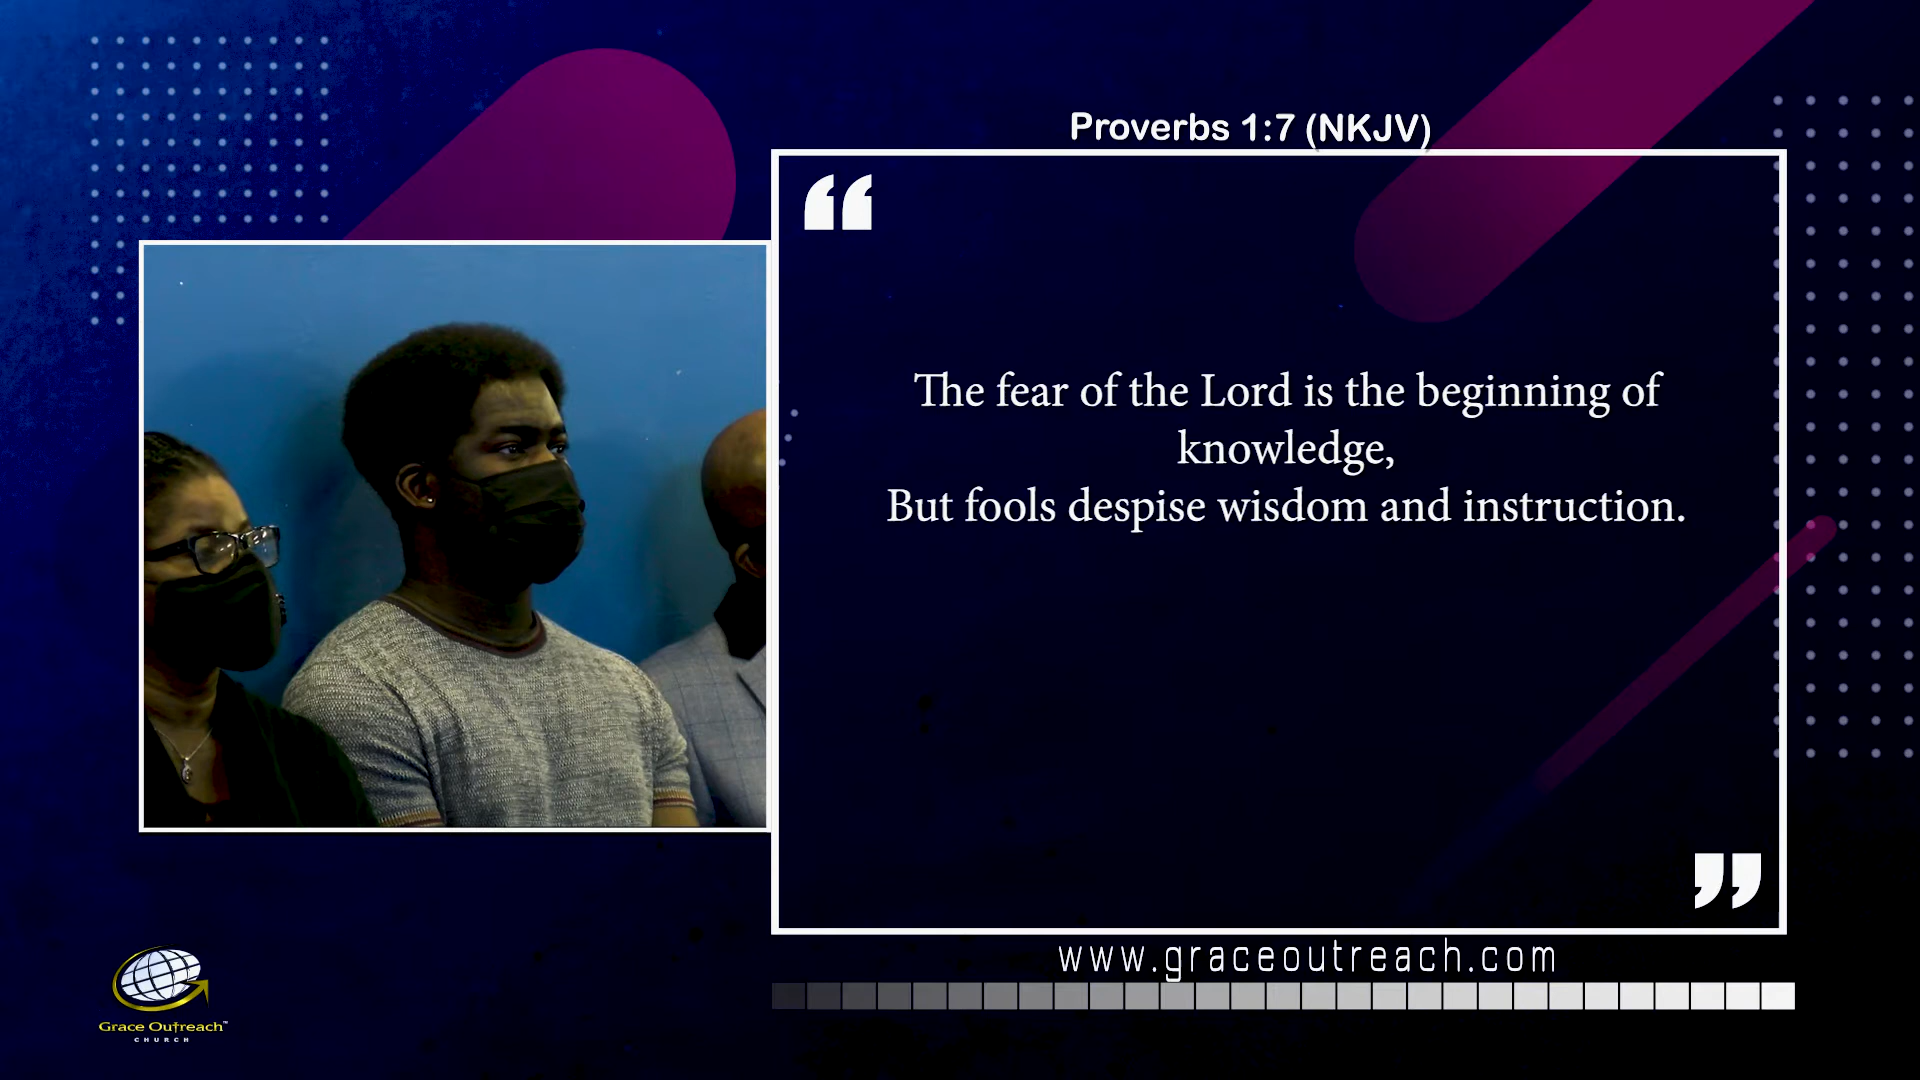 Proverbs 1:7 (NKJV)
“
The fear of the Lord is the beginning of
knowledge,
But fools despise wisdom and instruction.
”
www.graceoutreach.com
Grace Outreach™
CHURCH